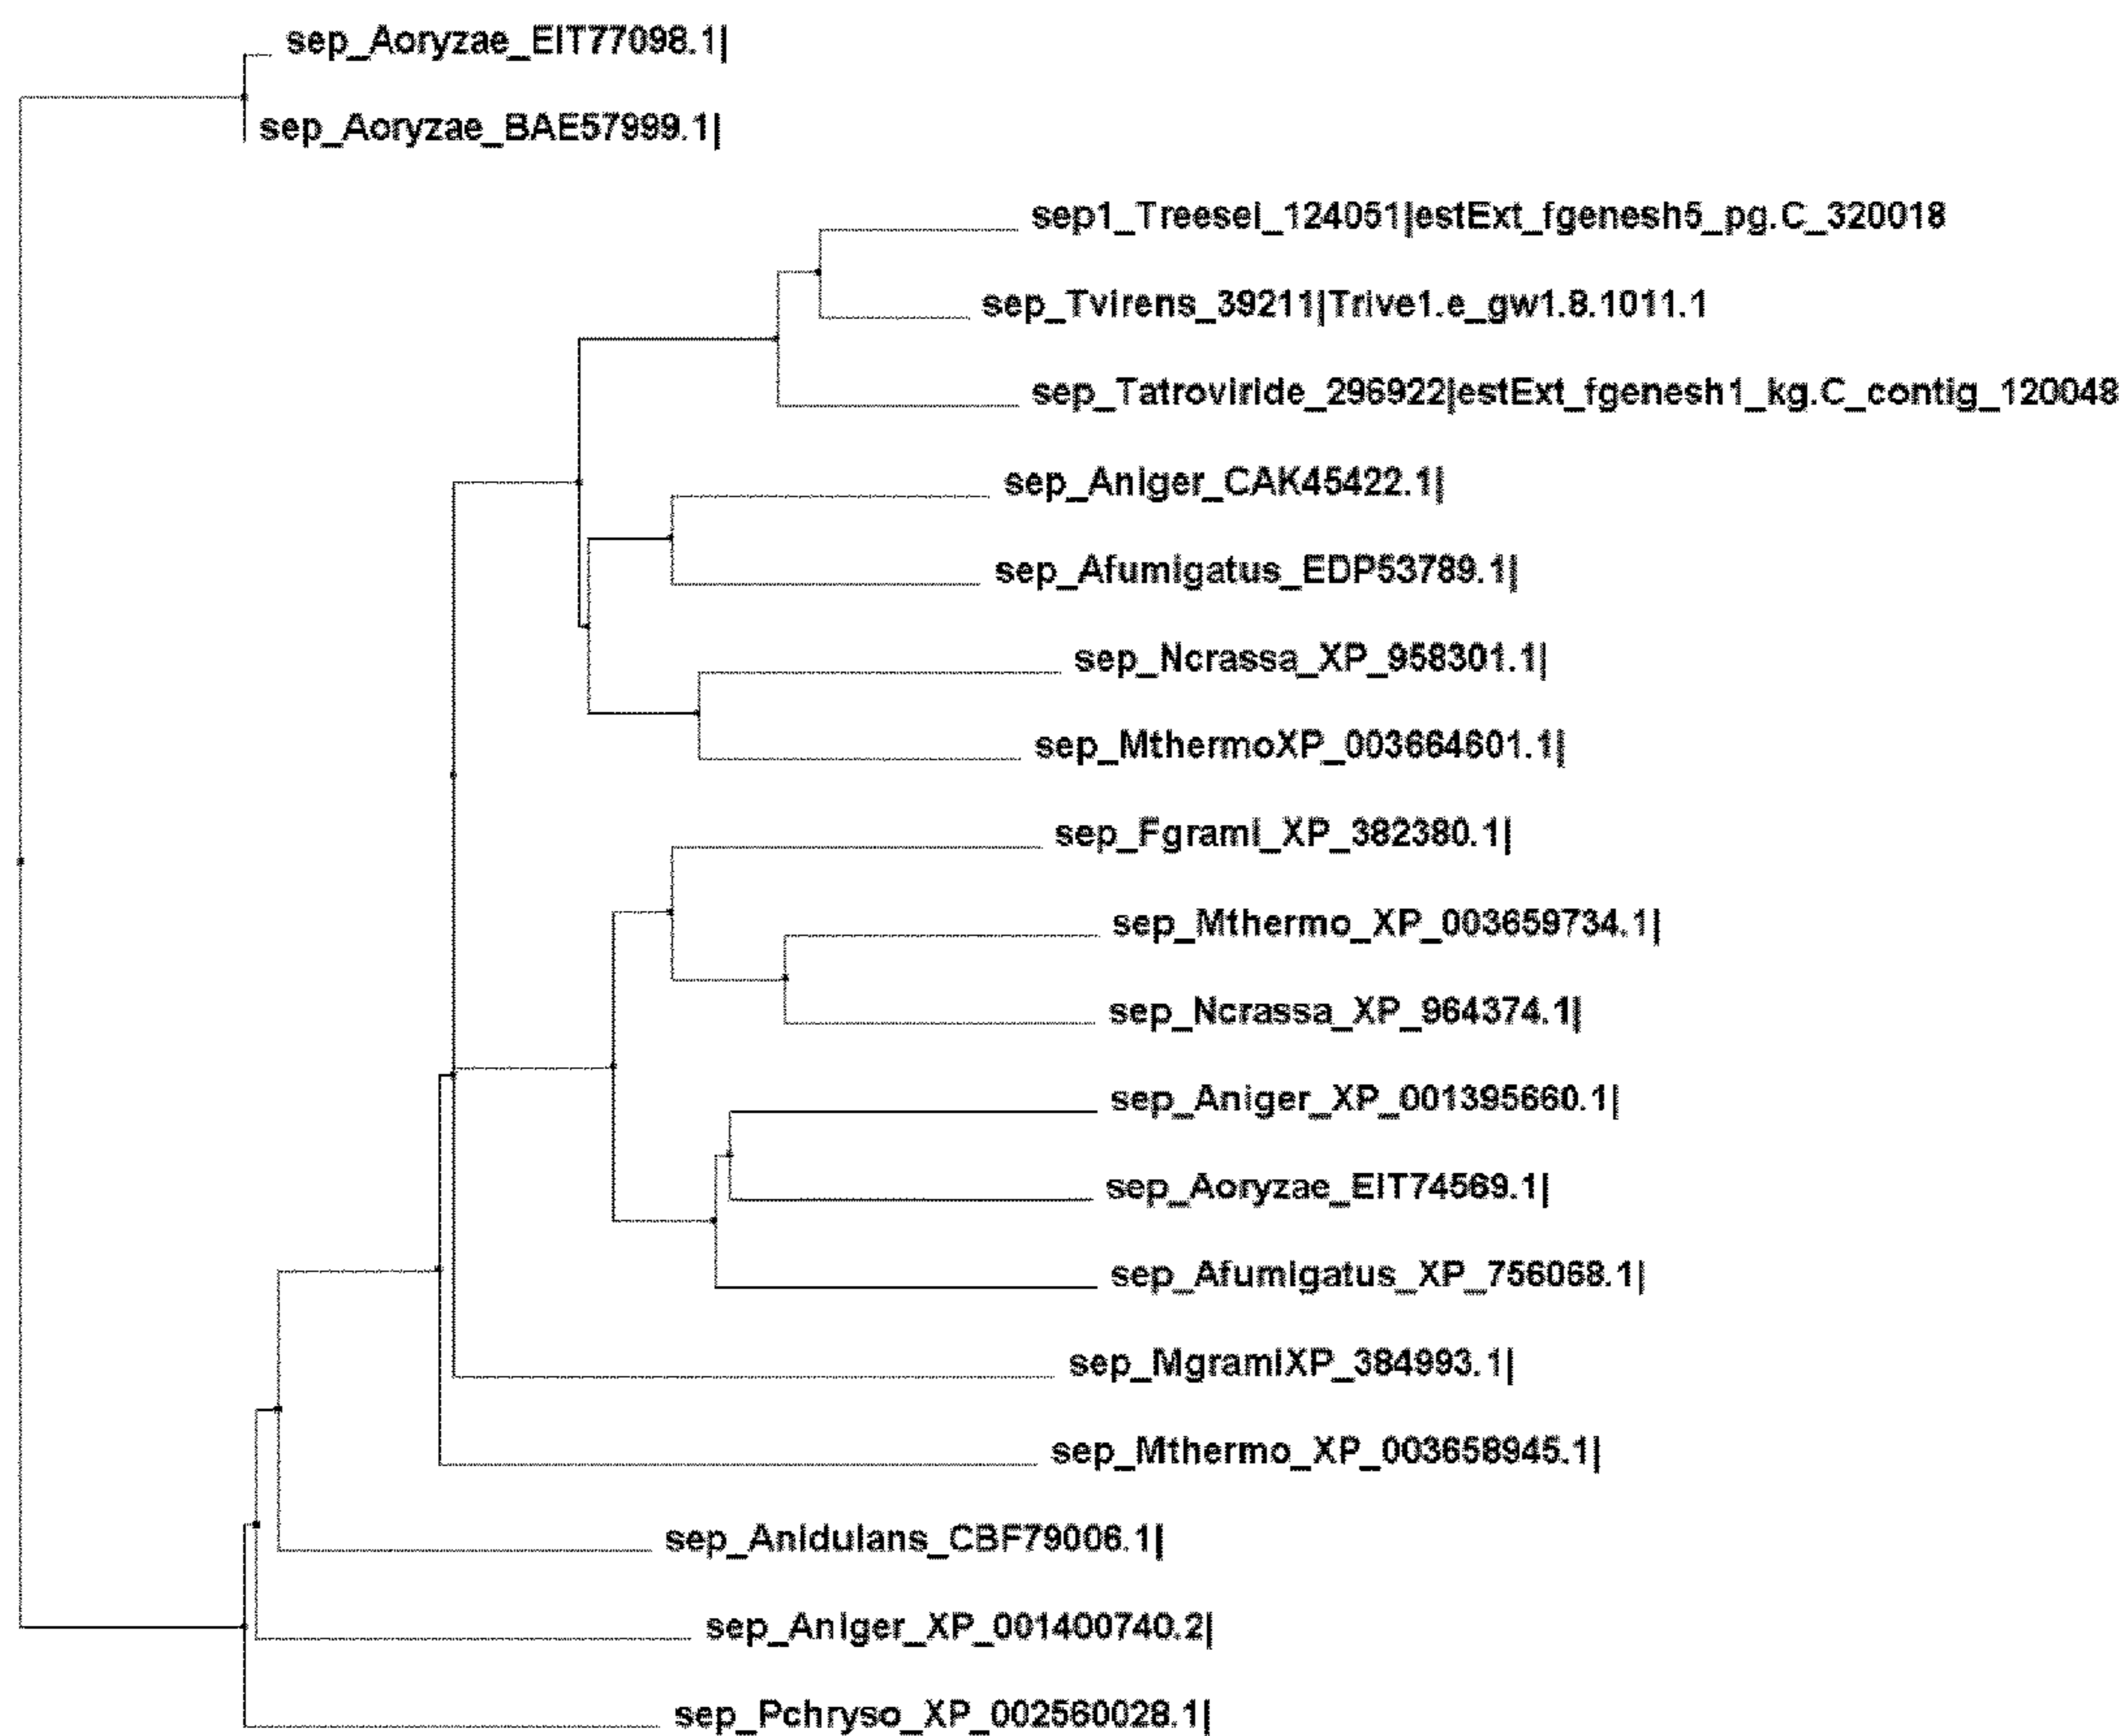 sep_Aoryzae_EIT77098.1|
sep_Aoryzae_BAE57999.1|
sep1_Treesei_124051|estExt_fgenesh5_pg.C_320018
sep_Tvirens_39211|Trive1.e_gw1.8.1011.1
sep_Tatroviride_296922|estExt_fgenesh1_kg.C_contig_120048
sep_Aniger_CAK45422.1|
sep_Afumigatus_EDP53789.1|
sep_Ncrassa_XP_958301.1|
sep_MthermoXP_003664601.1|
sep_Fgrami_XP_382380.1|
sep_Mthermo_XP_003659734.1|
sep_Ncrassa_XP_964374.1|
sep_Aniger_XP_001395660.1|
sep_Aoryzae_EIT74569.1|
sep_Afumigatus_XP_756068.1|
sep_MgramiXP_384993.1|
sep_Mthermo_XP_003658945.1|
sep_Anidulans_CBF79006.1|
sep_Aniger_XP_001400740.2|
sep_Pchryso_XP_002560028.1|